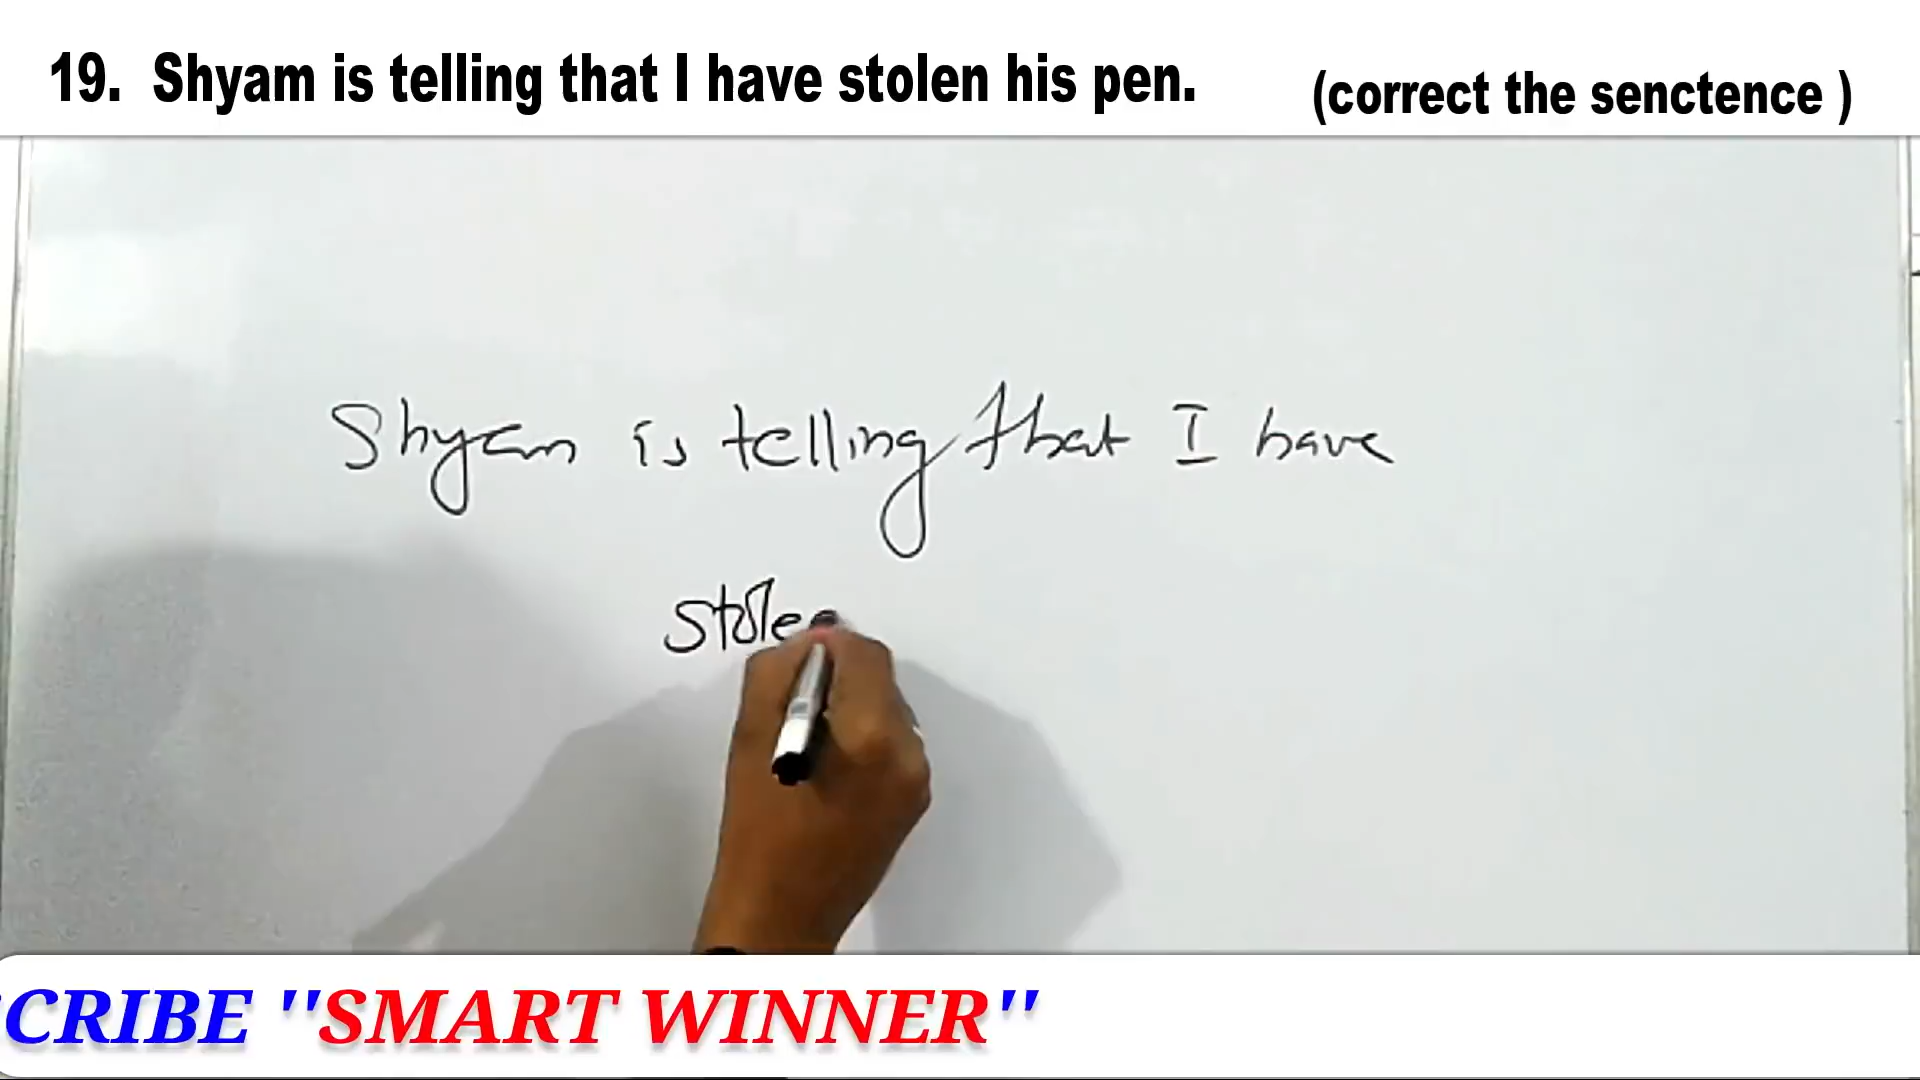 19. Shyam is telling that I have stolen his pen. (correct the senctence )
Shyam is telling that I have
stole
CRIBE "SMART WINNER"